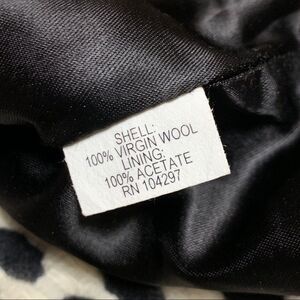 SHELL:
100% VIRGIN WOOL
LINING:
100% ACETATE
RN 104297